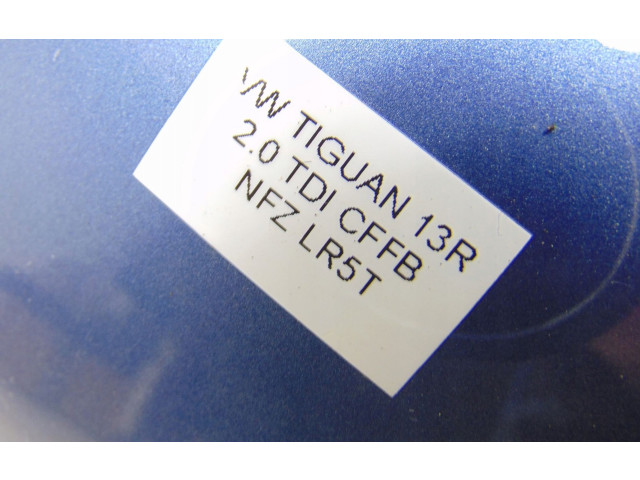 VW TIGUAN 13R
2.0 TDI CFFB
NFZ LR5T